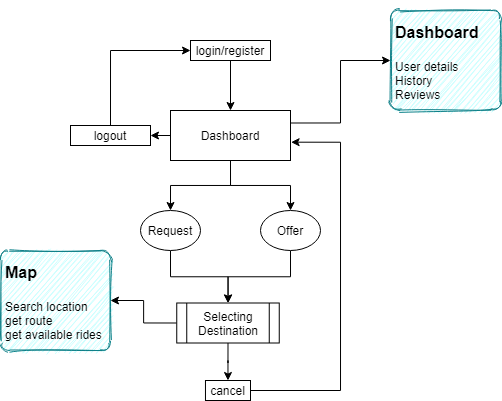 login/register
Dashboard
User details
History
Reviews
logout
Dashboard
Request
Offer
Map
Search location
get route
get available rides
Selecting
Destination
cancel